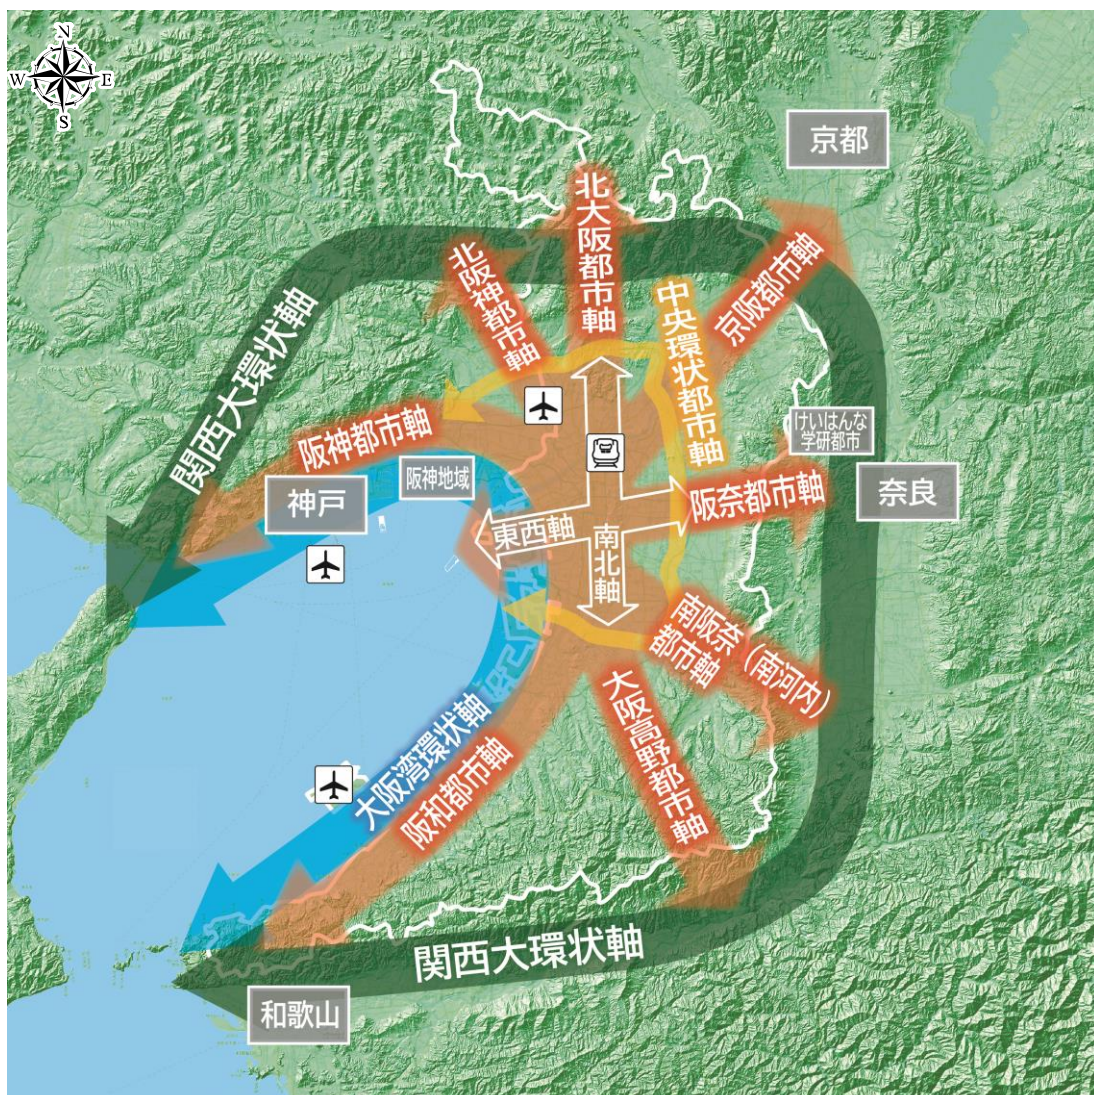 N
W
E
S
京都
北大阪都市軸
北阪神都市軸
京阪都市軸
中央環状都市軸
関西大環状軸
阪神都市軸
けいはんな
学研都市
阪神地域
神戸
阪奈都市軸
奈良
東西軸
南北軸
南阪奈（南河内）
都市軸
大阪高野都市軸
大阪湾環状軸
阪和都市軸
関西大環状軸
和歌山